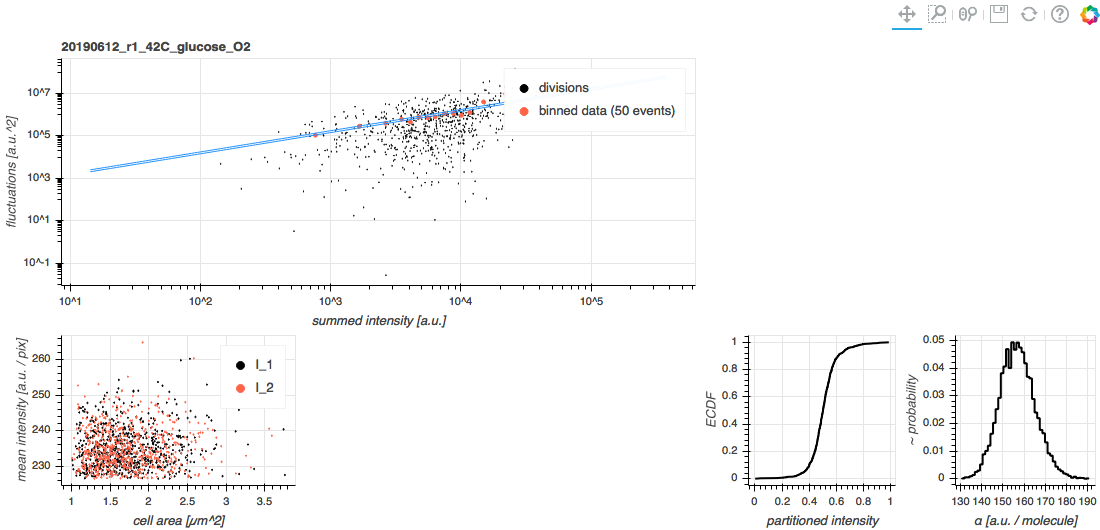 20190612_r1_42C_glucose_O2
fluctuations [a.u.^2]
10^7
10^5
10^3
10^1
10^-1
divisions
binned data (50 events)
10^1 10^2 10^3 10^4 10^5
summed intensity [a.u.]
mean intensity [a.u. / pix]
260
250
240
230
I_1
I_2
1 1.5 2 2.5 3 3.5
cell area [µm^2]
ECDF
1
0.8
0.6
0.4
0.2
0
0 0.2 0.4 0.6 0.8 1
partitioned intensity
~ probability
0.05
0.04
0.03
0.02
0.01
0
130 140 150 160 170 180 190
α [a.u. / molecule]